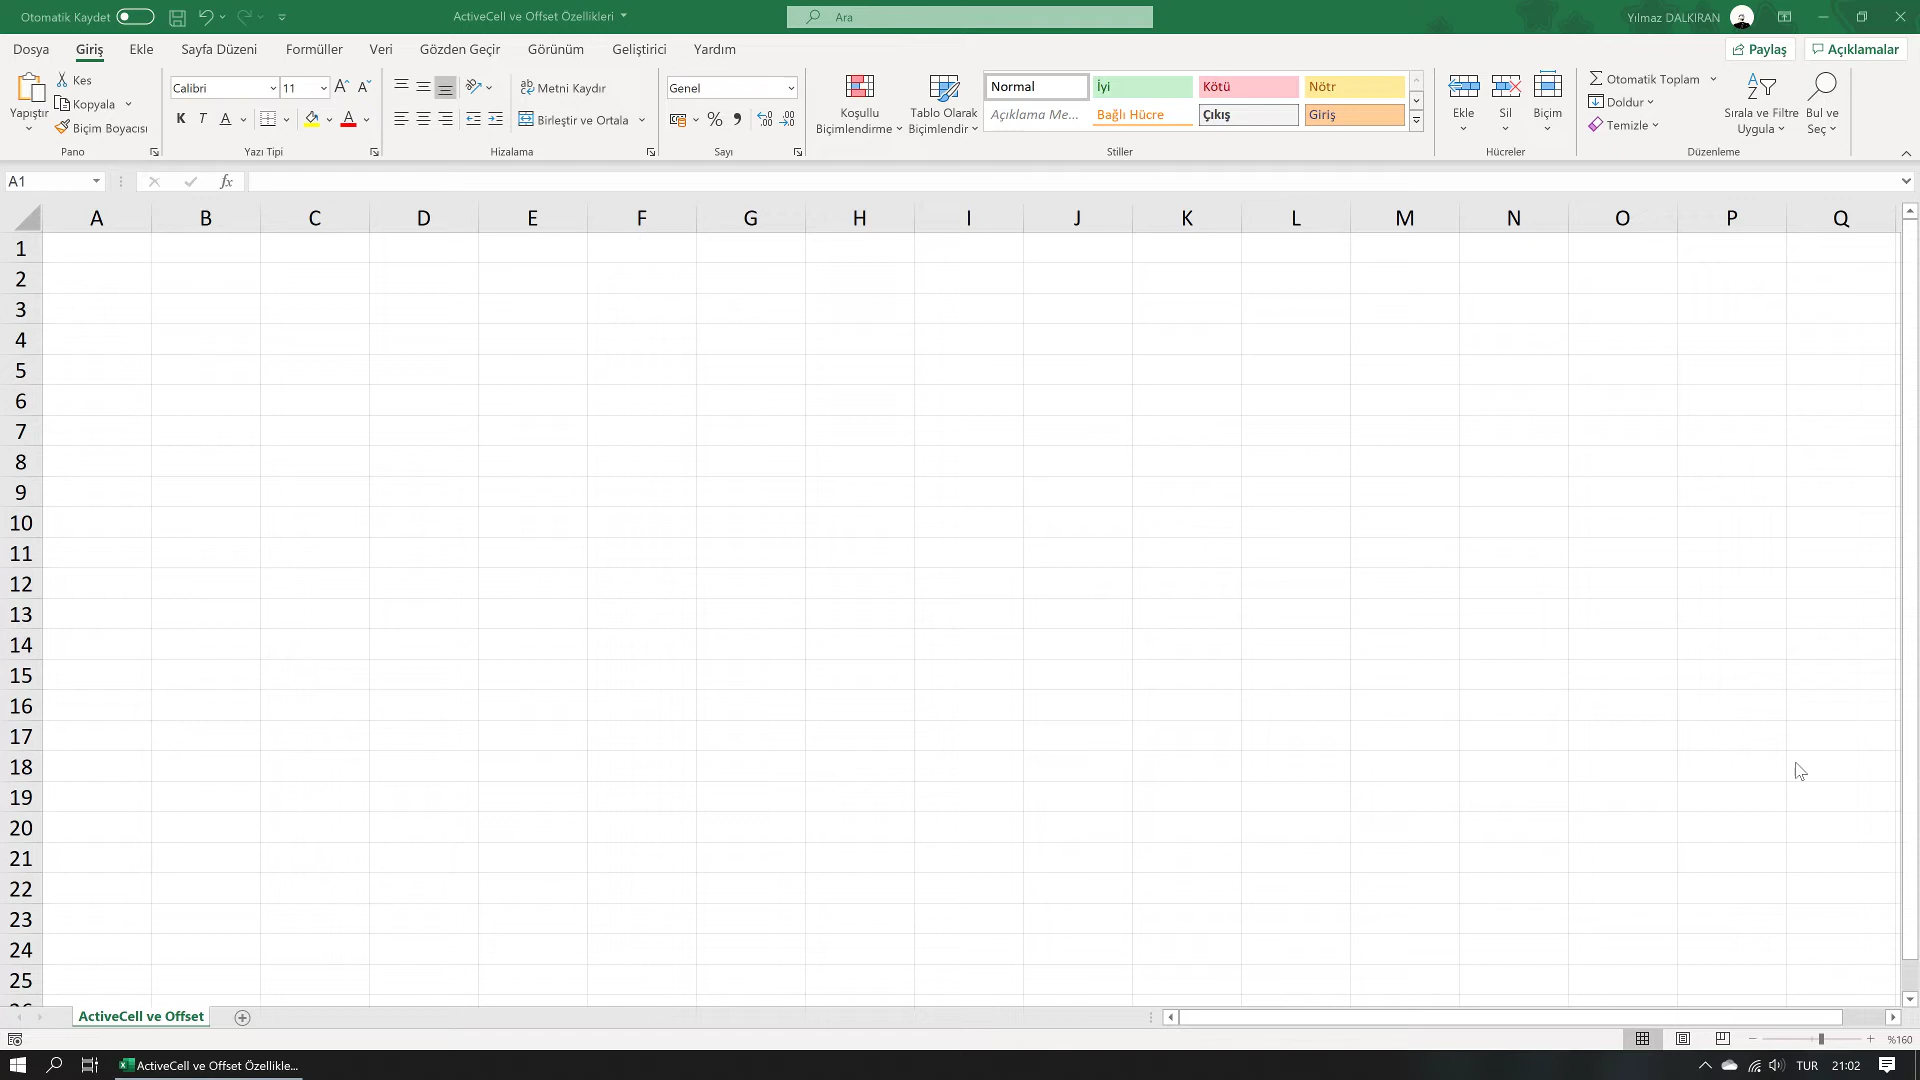 Otomatik Kaydet
ActiveCell ve Offset Özellikleri
Ara
Yılmaz DALKIRAN
Dosya Giriş Ekle Sayfa Düzeni Formüller Veri Gözden Geçir Görünüm Geliştirici Yardım
Paylaş Açıklamalar
Yapıştır
Kes
Kopyala
Biçim Boyacısı
Pano
Calibri 11
K T A
Yazı Tipi
Metni Kaydır
Birleştir ve Ortala
Hizalama
Genel
Sayı
Koşullu Biçimlendirme
Tablo Olarak Biçimlendir
Normal İyi Kötü Nötr
Açıklama Me... Bağlı Hücre Çıkış Giriş
Stiller
Ekle Sil Biçim
Hücreler
Otomatik Toplam
Doldur
Temizle
Sırala ve Filtre Uygula
Bul ve Seç
Düzenleme
A1
fx
A B C D E F G H I J K L M N O P Q
1
2
3
4
5
6
7
8
9
10
11
12
13
14
15
16
17
18
19
20
21
22
23
24
25
ActiveCell ve Offset
%160
ActiveCell ve Offset Özellikle...
TUR 21:02